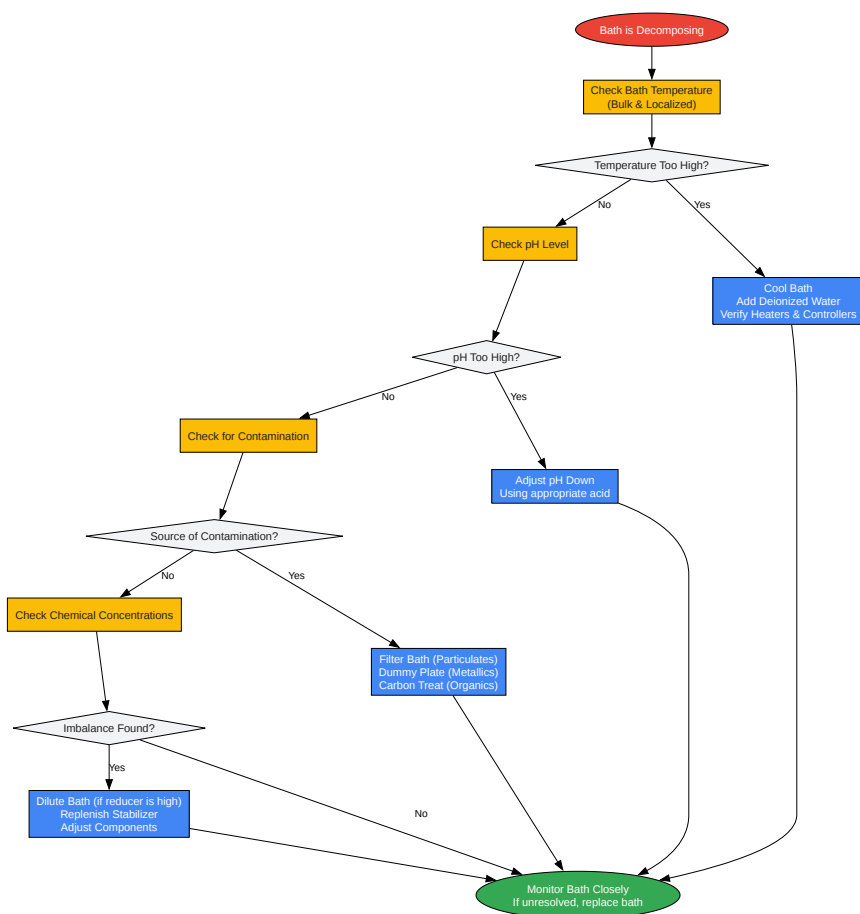 Bath is Decomposing
Check Bath Temperature
(Bulk & Localized)
Temperature Too High?
No
Yes
Check pH Level
Cool Bath
Add Deionized Water
Verify Heaters & Controllers
pH Too High?
No
Yes
Check for Contamination
Adjust pH Down
Using appropriate acid
Source of Contamination?
No
Yes
Check Chemical Concentrations
Filter Bath (Particulates)
Dummy Plate (Metallics)
Carbon Treat (Organics)
Imbalance Found?
Yes
No
Dilute Bath (if reducer is high)
Replenish Stabilizer
Adjust Components
Monitor Bath Closely
If unresolved, replace bath